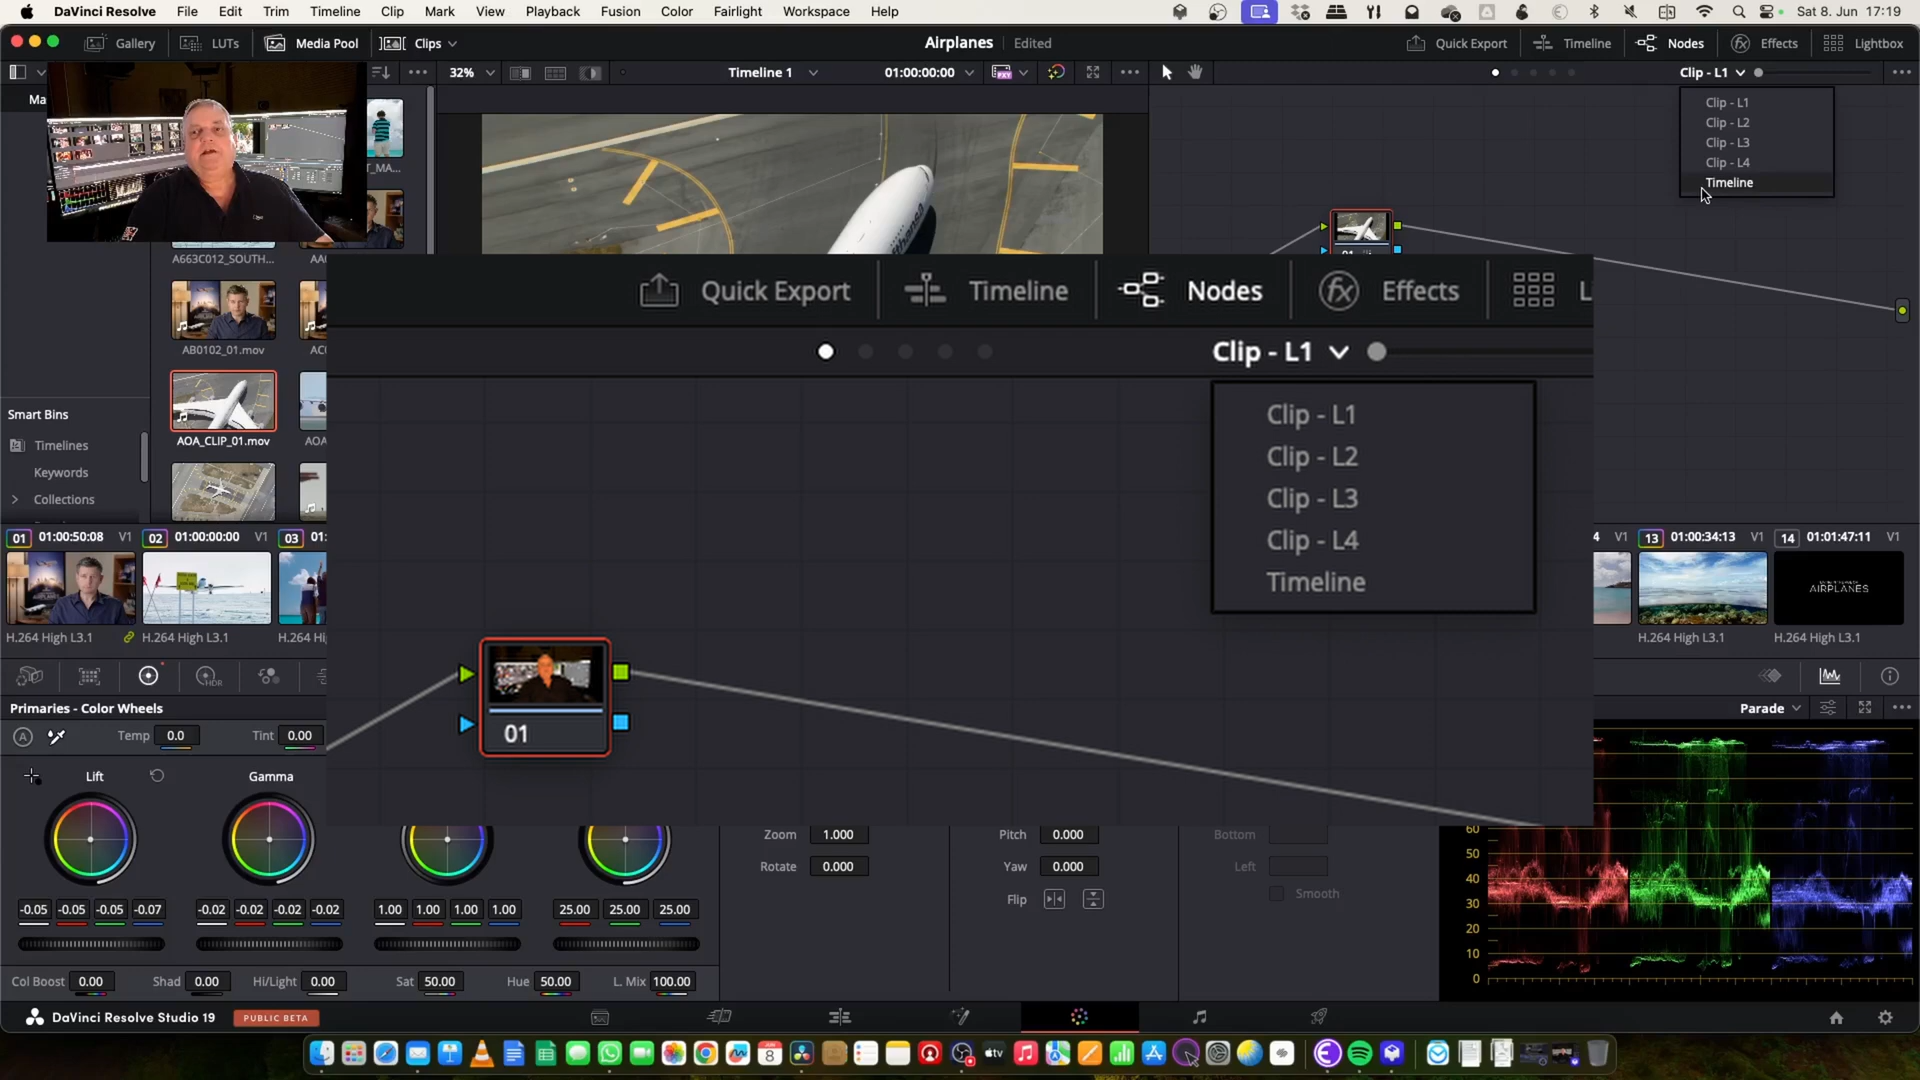 DaVinci Resolve File Edit Trim Timeline Clip Mark View Playback Fusion Color Fairlight Workspace Help
Sat 8. Jun 17:19
Gallery LUTs Media Pool Clips
Airplanes Edited
Quick Export Timeline Nodes Effects Lightbox
32% Timeline 1 01:00:00:00
Clip - L1
Ma
Clip - L1
Clip - L2
Clip - L3
Clip - L4
Timeline
T_MA...
A663C012_SOUTH... AA
01
AB0102_01.mov AC
Smart Bins
Timelines
Keywords
Collections
AOA_CLIP_01.mov AOA
Quick Export Timeline Nodes Effects Li
Clip - L1
Clip - L1
Clip - L2
Clip - L3
Clip - L4
Timeline
01
01 01:00:50:08 V1 02 01:00:00:00 V1 03 01:
4 V1 13 01:00:34:13 V1 14 01:01:47:11 V1
AIRPLANES
H.264 High L3.1 H.264 High L3.1 H.264 Hi
H.264 High L3.1 H.264 High L3.1
HDR
Primaries - Color Wheels
Parade
A Temp 0.0 Tint 0.00
Lift Gamma
-0.05 -0.05 -0.05 -0.07 -0.02 -0.02 -0.02 -0.02 1.00 1.00 1.00 1.00 25.00 25.00 25.00
Col Boost 0.00 Shad 0.00 Hi/Light 0.00 Sat 50.00 Hue 50.00 L. Mix 100.00
Zoom 1.000 Pitch 0.000 Bottom
Rotate 0.000 Yaw 0.000 Left
Flip Smooth
60
50
40
30
20
10
0
DaVinci Resolve Studio 19 PUBLIC BETA
8
tv